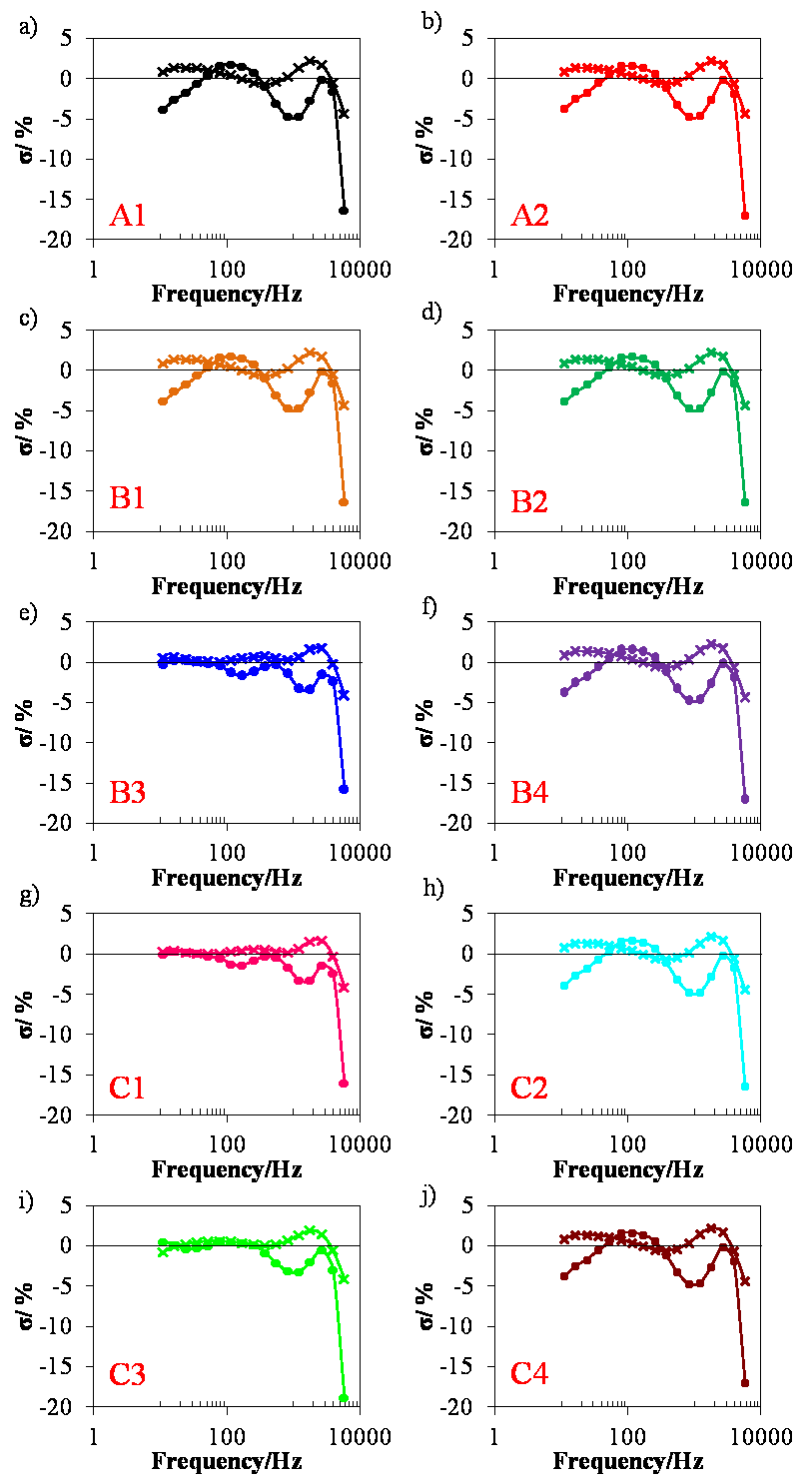 a)
5
0
-5
-10
-15
-20
σ/ %
A1
1 100 10000
Frequency/Hz
b)
5
0
-5
-10
-15
-20
σ/ %
A2
1 100 10000
Frequency/Hz
c)
5
0
-5
-10
-15
-20
σ/ %
B1
1 100 10000
Frequency/Hz
d)
5
0
-5
-10
-15
-20
σ/ %
B2
1 100 10000
Frequency/Hz
e)
5
0
-5
-10
-15
-20
σ/ %
B3
1 100 10000
Frequency/Hz
f)
5
0
-5
-10
-15
-20
σ/ %
B4
1 100 10000
Frequency/Hz
g)
5
0
-5
-10
-15
-20
σ/ %
C1
1 100 10000
Frequency/Hz
h)
5
0
-5
-10
-15
-20
σ/ %
C2
1 100 10000
Frequency/Hz
i)
5
0
-5
-10
-15
-20
σ/ %
C3
1 100 10000
Frequency/Hz
j)
5
0
-5
-10
-15
-20
σ/ %
C4
1 100 10000
Frequency/Hz